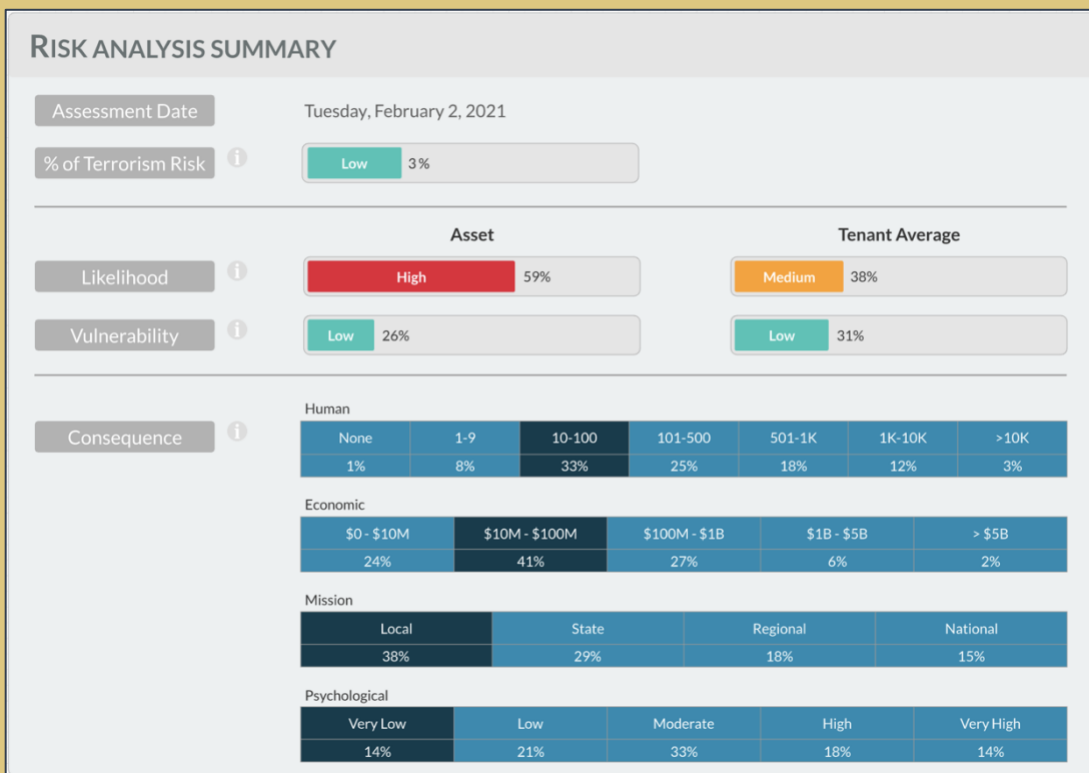 RISK ANALYSIS SUMMARY
Assessment Date Tuesday, February 2, 2021
% of Terrorism Risk i Low 3%
Asset Tenant Average
Likelihood i High 59% Medium 38%
Vulnerability i Low 26% Low 31%
Human
Consequence i
None 1-9 10-100 101-500 501-1K 1K-10K >10K
1% 8% 33% 25% 18% 12% 3%
Economic
$0 - $10M $10M - $100M $100M - $1B $1B - $5B > $5B
24% 41% 27% 6% 2%
Mission
Local State Regional National
38% 29% 18% 15%
Psychological
Very Low Low Moderate High Very High
14% 21% 33% 18% 14%